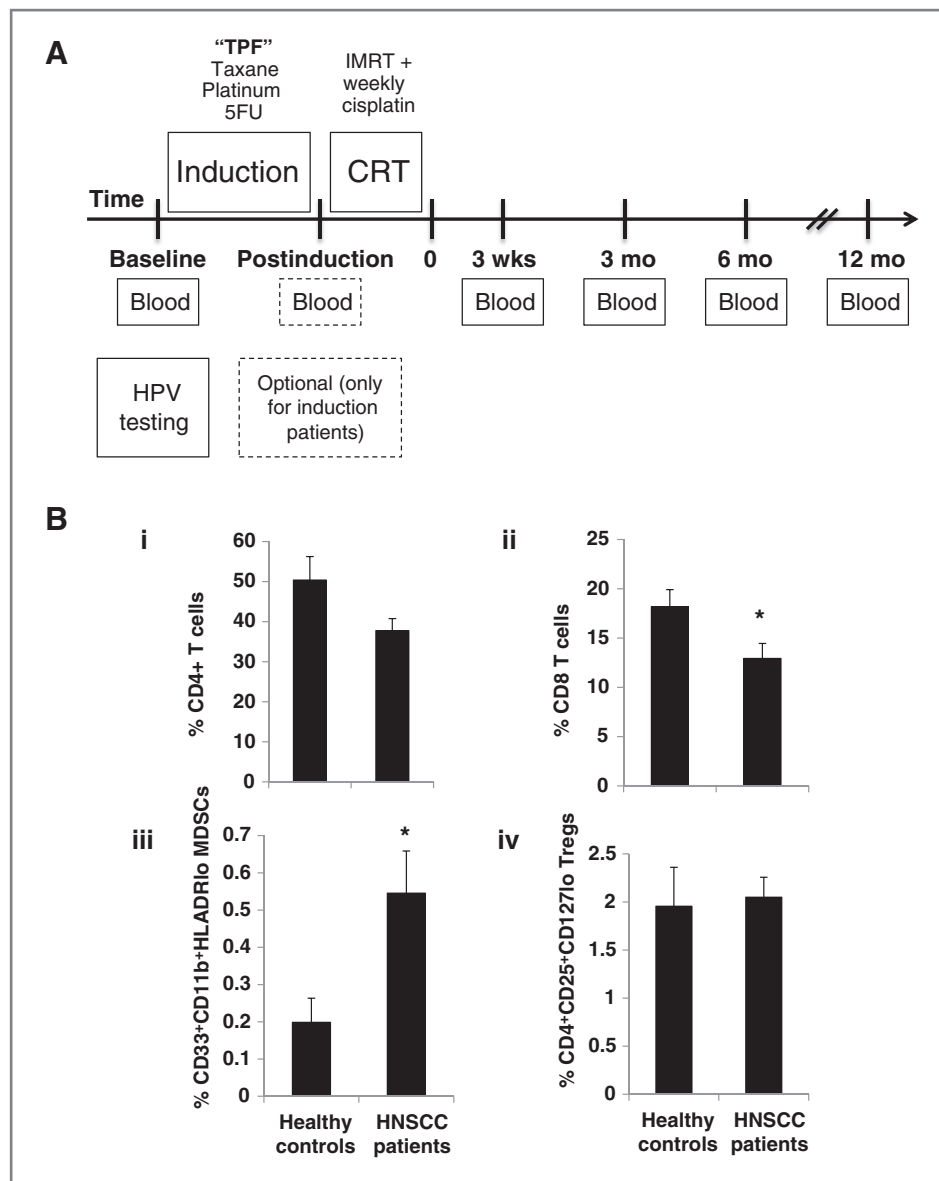 A
“TPF”
Taxane
Platinum
5FU
IMRT +
weekly
cisplatin
Induction
CRT
Time
Baseline
Postinduction
0
3 wks
3 mo
6 mo
12 mo
Blood
Blood
Blood
Blood
Blood
Blood
HPV
testing
Optional (only
for induction
patients)
B
i
% CD4+ T cells
60
50
40
30
20
10
0
ii
% CD8 T cells
25
20
15
10
5
0
*
iii
% CD33⁺CD11b⁺HLADRlo MDSCs
0.7
0.6
0.5
0.4
0.3
0.2
0.1
0
*
Healthy
controls
HNSCC
patients
iv
% CD4⁺CD25⁺CD127lo Tregs
2.5
2
1.5
1
0.5
0
Healthy
controls
HNSCC
patients